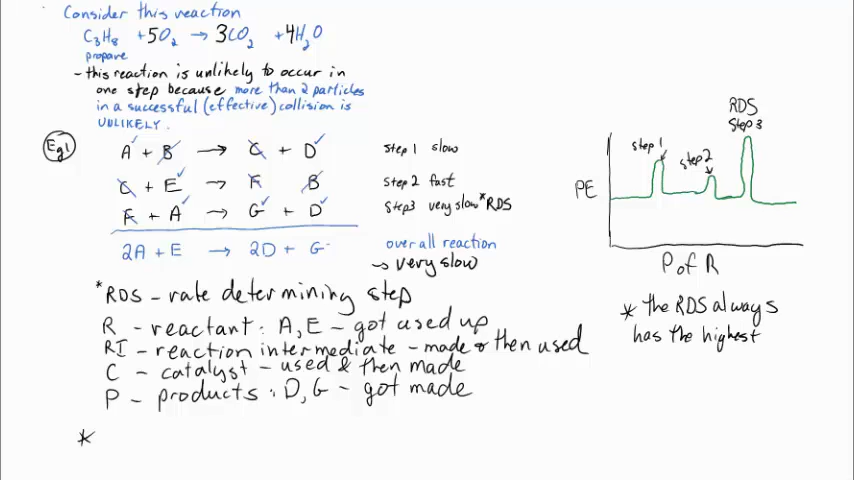 Consider this reaction
C₃H₈ + 5O₂ → 3CO₂ + 4H₂O
propane
- this reaction is unlikely to occur in
one step because more than 2 particles
in a successful (effective) collision is
UNLIKELY.
Eg1
A + B → C + D step 1 slow
C + E → F B step 2 fast
F + A → G + D step 3 very slow * RDS
2A + E → 2D + G overall reaction
→ very slow
* RDS - rate determining step
R - reactant : A, E - got used up
RI - reaction intermediate - made & then used
C - catalyst - used & then made
P - products : D, G - got made
*
RDS
Step 3
step 1
step 2
PE
P of R
* the RDS always
has the highest